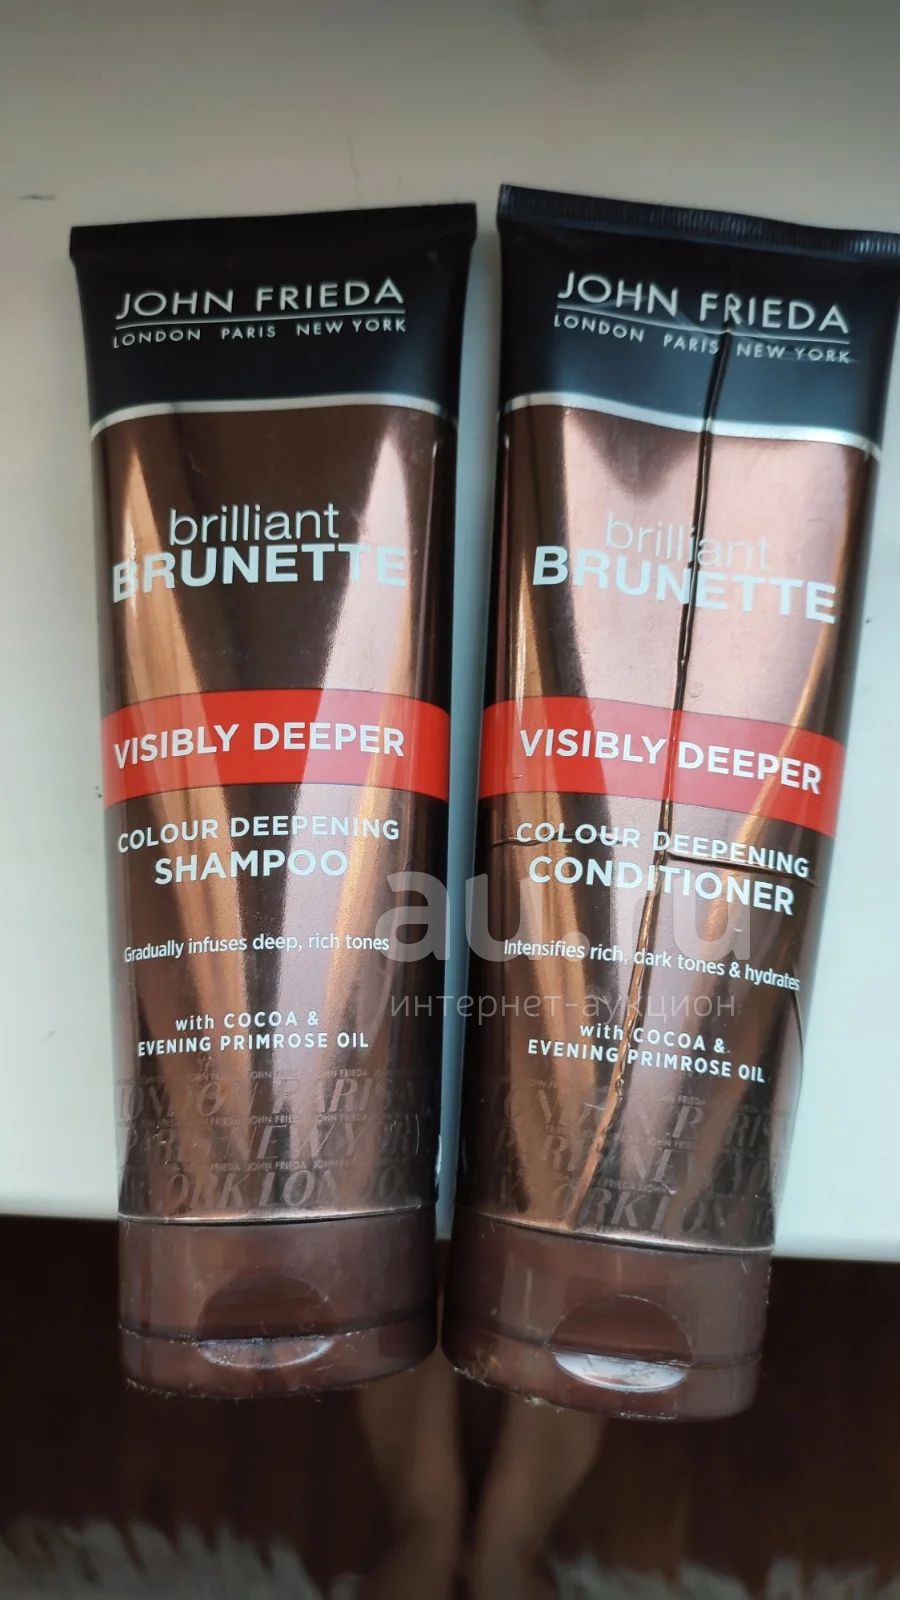 JOHN FRIEDA
LONDON PARIS NEW YORK
brilliant
BRUNETTE
VISIBLY DEEPER
COLOUR DEEPENING
SHAMPOO
Gradually infuses deep, rich tones
with COCOA &
EVENING PRIMROSE OIL
JOHN FRIEDA
LONDON PARIS NEW YORK
brilliant
BRUNETTE
VISIBLY DEEPER
COLOUR DEEPENING
CONDITIONER
Intensifies rich, dark tones & hydrates
with COCOA &
EVENING PRIMROSE OIL
au.ru
интернет-аукцион